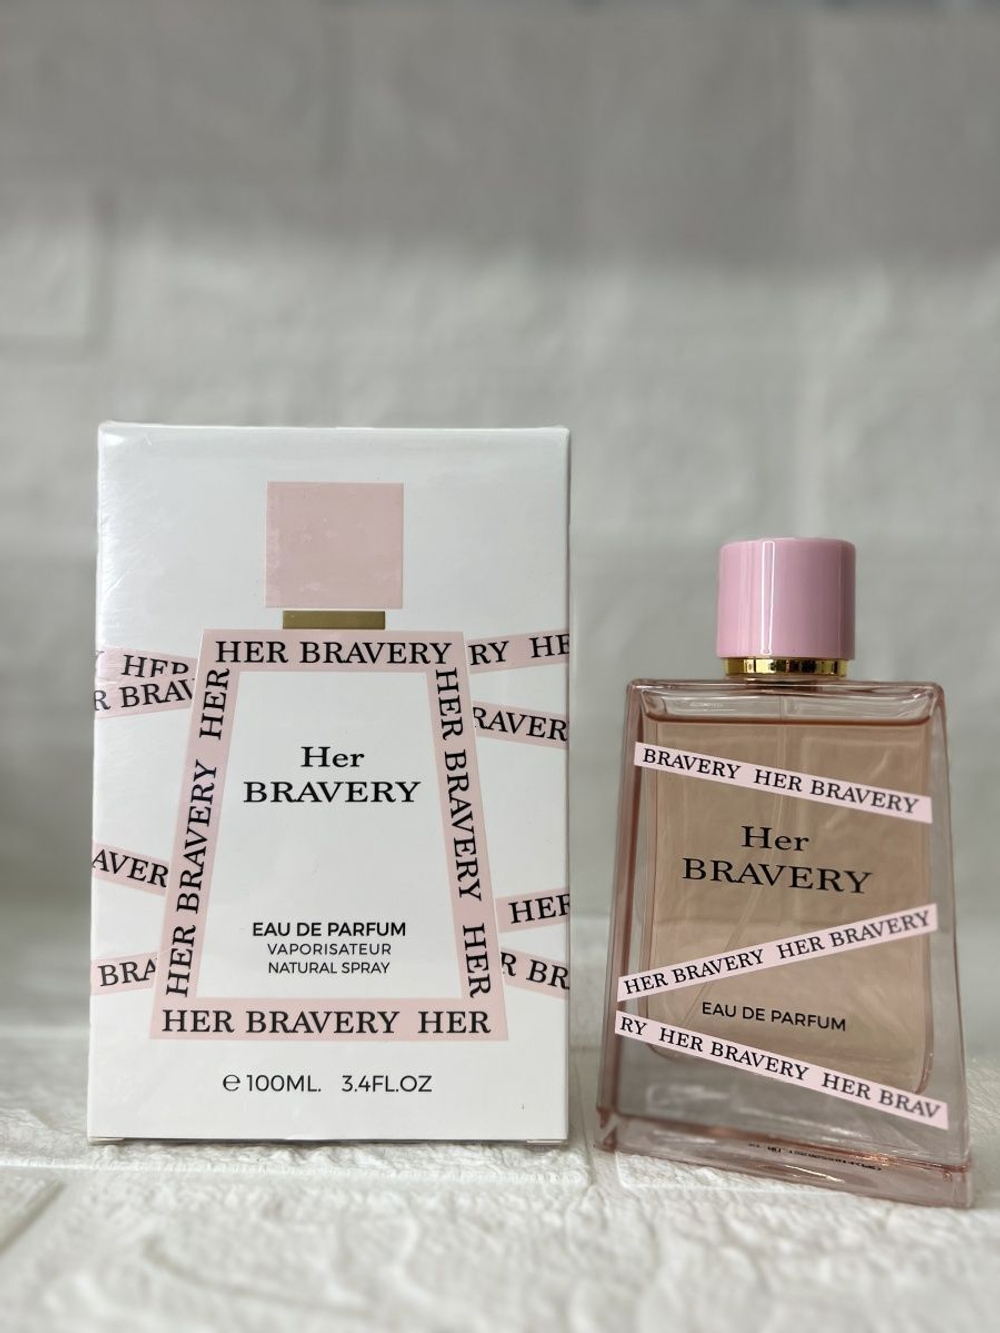 HER BRAVERY
RY HE
HER
R BRAV
HER
HER BRAVERY
RAVER
HER BRAVERY HER
Her
BRAVERY
AVER
HER
BRA
R BR
EAU DE PARFUM
VAPORISATEUR
NATURAL SPRAY
HER BRAVERY HER
℮ 100ML. 3.4FL.OZ
BRAVERY HER BRAVERY
Her
BRAVERY
HER BRAVERY HER BRAVERY
EAU DE PARFUM
RY HER BRAVERY HER BRAV